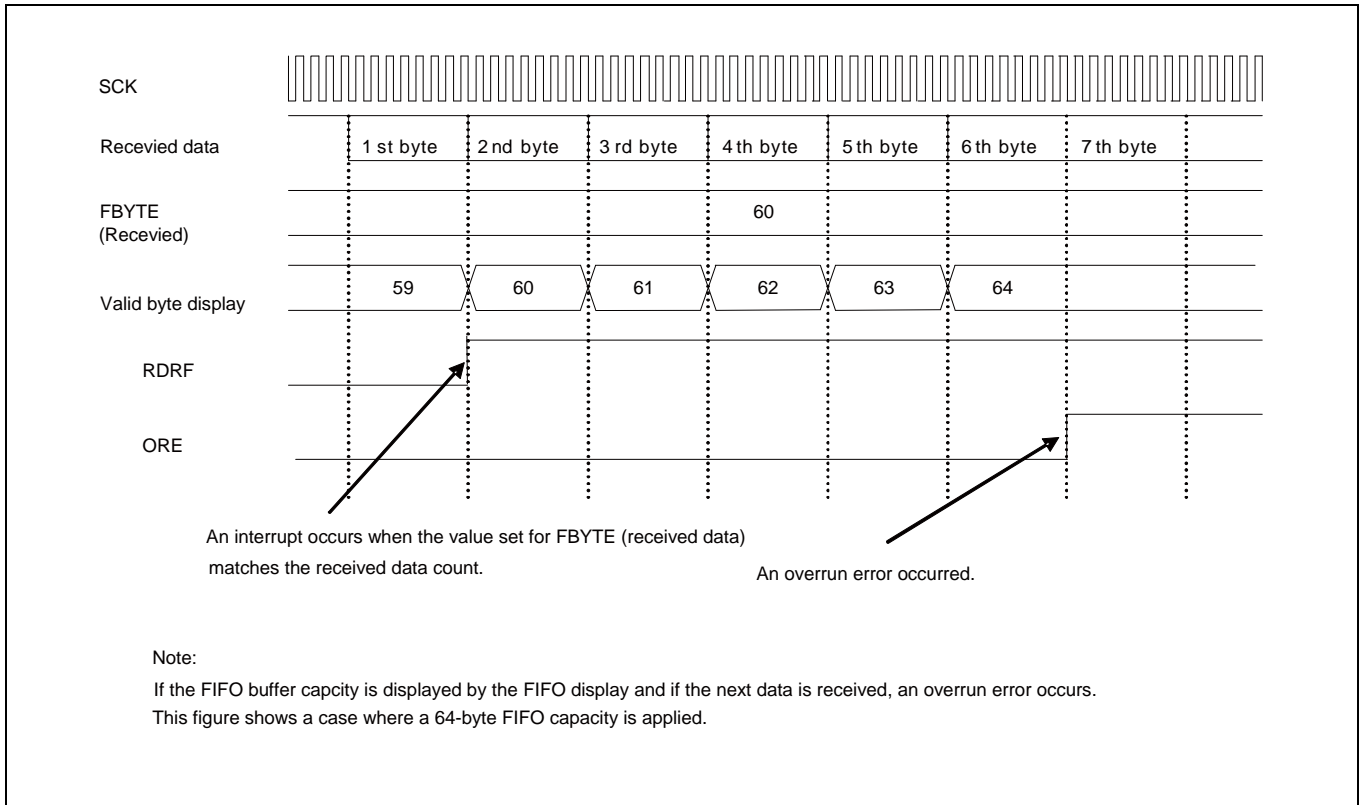 SCK
Recevied data
1 st byte 2 nd byte 3 rd byte 4 th byte 5 th byte 6 th byte 7 th byte
FBYTE
(Recevied)
60
Valid byte display
59 60 61 62 63 64
RDRF
ORE
An interrupt occurs when the value set for FBYTE (received data)
matches the received data count.
An overrun error occurred.
Note:
If the FIFO buffer capcity is displayed by the FIFO display and if the next data is received, an overrun error occurs.
This figure shows a case where a 64-byte FIFO capacity is applied.